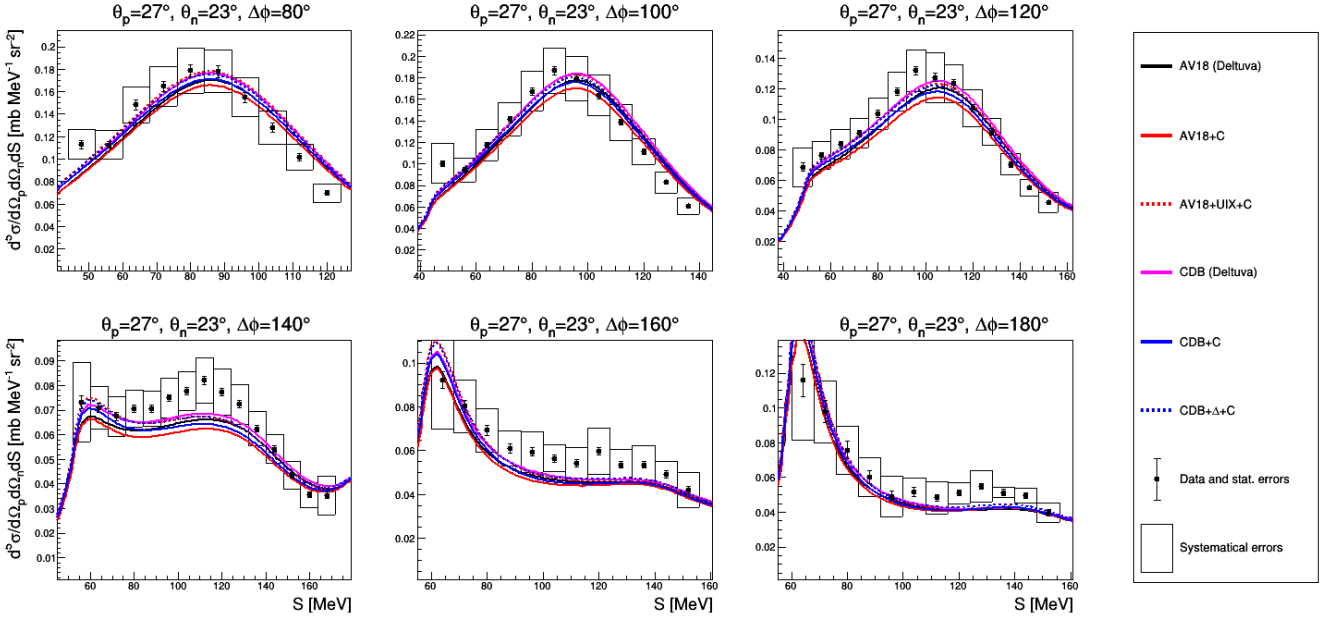 θp=27°, θn=23°, Δϕ=80°
θp=27°, θn=23°, Δϕ=100°
θp=27°, θn=23°, Δϕ=120°
d⁵σ/dΩpdΩndS [mb MeV⁻¹ sr⁻²]
0.2
0.18
0.16
0.14
0.12
0.1
0.08
0.06
0.04
0.02
50 60 70 80 90 100 110 120
0.22
0.2
0.18
0.16
0.14
0.12
0.1
0.08
0.06
0.04
0.02
40 60 80 100 120 140
0.14
0.12
0.1
0.08
0.06
0.04
0.02
40 60 80 100 120 140 160
θp=27°, θn=23°, Δϕ=140°
θp=27°, θn=23°, Δϕ=160°
θp=27°, θn=23°, Δϕ=180°
d⁵σ/dΩpdΩndS [mb MeV⁻¹ sr⁻²]
0.09
0.08
0.07
0.06
0.05
0.04
0.03
0.02
0.01
60 80 100 120 140 160
S [MeV]
0.1
0.08
0.06
0.04
0.02
60 80 100 120 140 160
S [MeV]
0.12
0.1
0.08
0.06
0.04
0.02
60 80 100 120 140 160
S [MeV]
AV18 (Deltuva)
AV18+C
AV18+UIX+C
CDB (Deltuva)
CDB+C
CDB+Δ+C
Data and stat. errors
Systematical errors